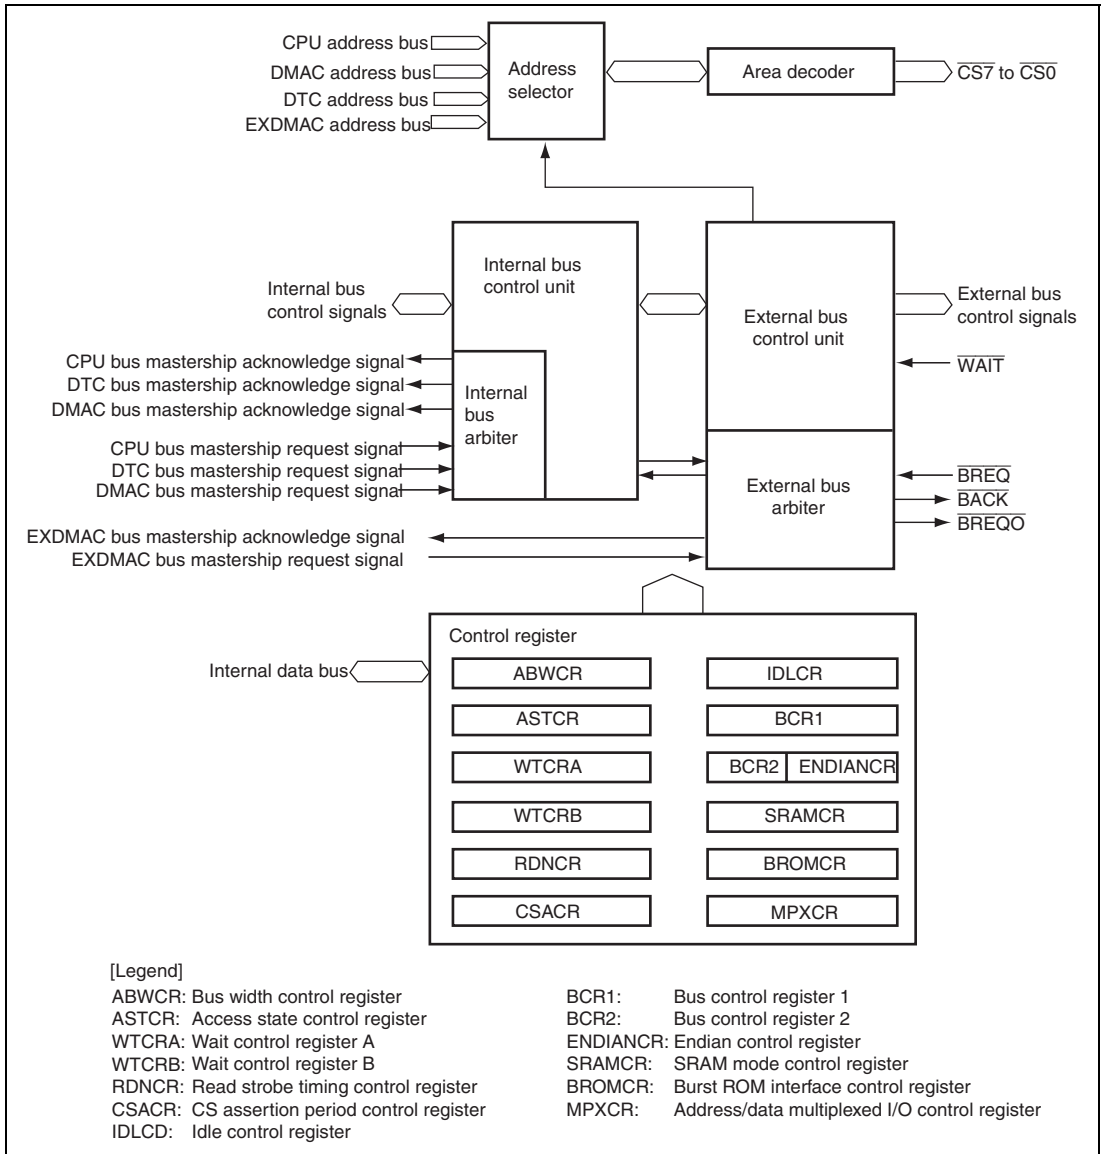 CPU address bus
DMAC address bus
DTC address bus
EXDMAC address bus
Address
selector
Area decoder
CS7 to CS0
Internal bus
control signals
Internal bus
control unit
External bus
control unit
External bus
control signals
WAIT
CPU bus mastership acknowledge signal
DTC bus mastership acknowledge signal
DMAC bus mastership acknowledge signal
Internal
bus
arbiter
CPU bus mastership request signal
DTC bus mastership request signal
DMAC bus mastership request signal
External bus
arbiter
BREQ
BACK
BREQO
EXDMAC bus mastership acknowledge signal
EXDMAC bus mastership request signal
Control register
Internal data bus
ABWCR
IDLCR
ASTCR
BCR1
WTCRA
BCR2 ENDIANCR
WTCRB
SRAMCR
RDNCR
BROMCR
CSACR
MPXCR
[Legend]
ABWCR: Bus width control register
ASTCR: Access state control register
WTCRA: Wait control register A
WTCRB: Wait control register B
RDNCR: Read strobe timing control register
CSACR: CS assertion period control register
IDLCD: Idle control register
BCR1: Bus control register 1
BCR2: Bus control register 2
ENDIANCR: Endian control register
SRAMCR: SRAM mode control register
BROMCR: Burst ROM interface control register
MPXCR: Address/data multiplexed I/O control register